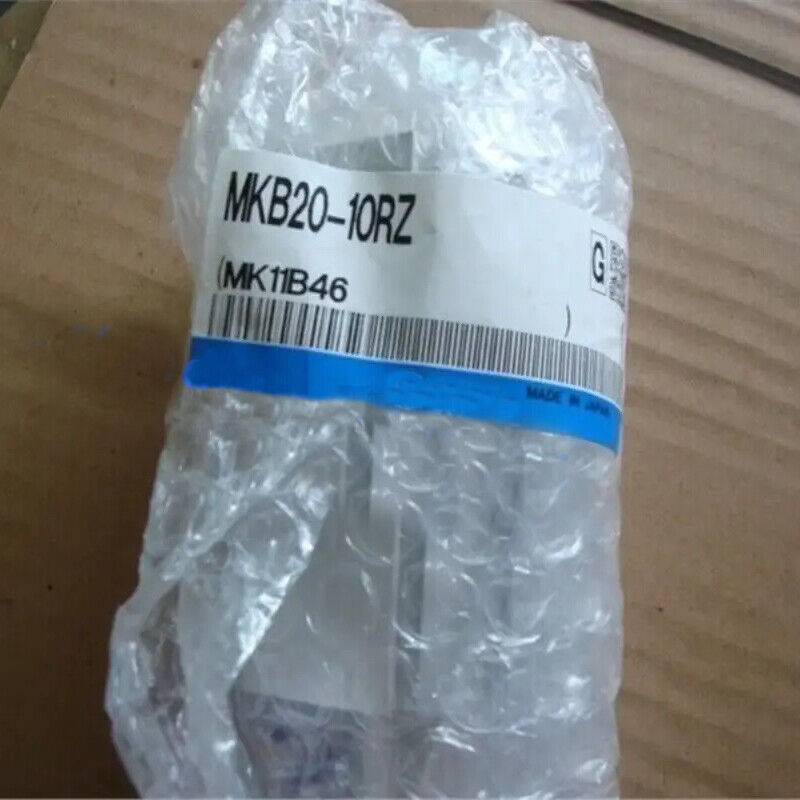 MKB20-10RZ
G
(MK11B46 )
MADE IN JAPAN